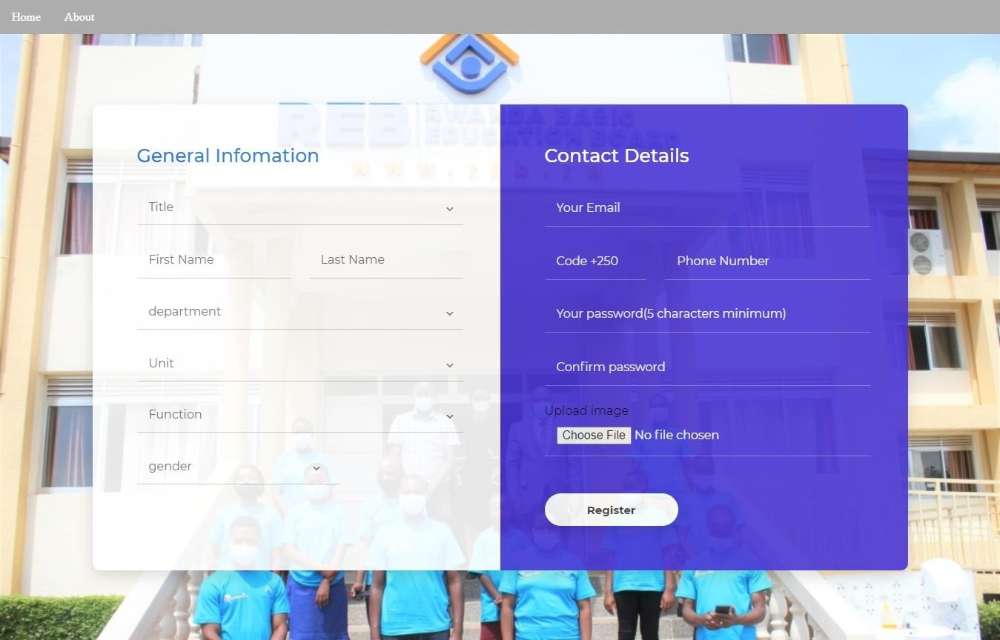 Home About
REB RWANDA BASIC
EDUCATION BOARD
www.reb.rw
General Infomation
Title
First Name Last Name
department
Unit
Function
gender
Contact Details
Your Email
Code +250 Phone Number
Your password(5 characters minimum)
Confirm password
Upload image
Choose File No file chosen
Register